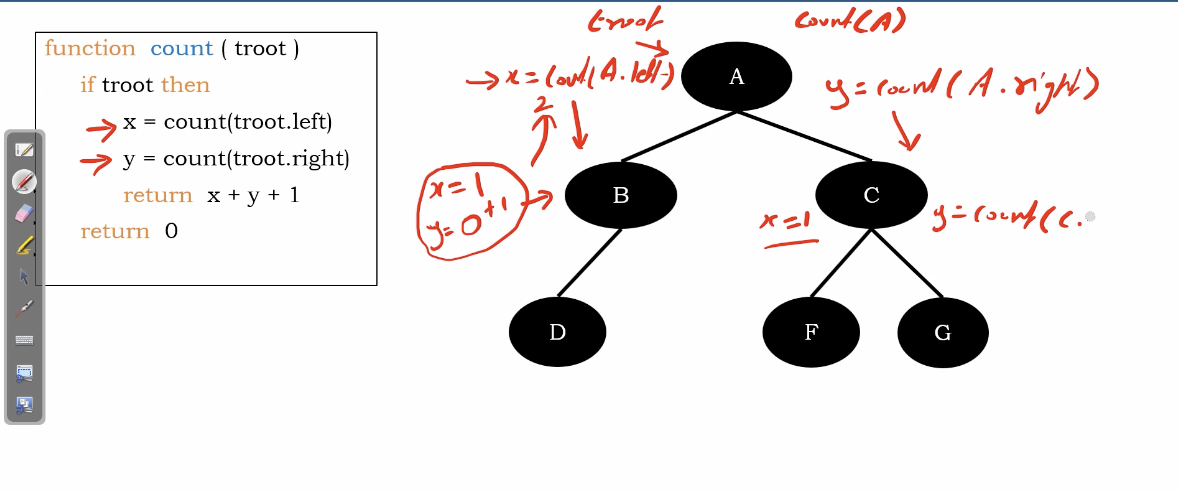 function count ( troot )
if troot then
x = count(troot.left)
y = count(troot.right)
return x + y + 1
return 0
troot
count(A)
x = count(A.left)
y = count(A.right)
2
x = 1
y = 0 +1
x = 1
y = count(c.
A
B
C
D
F
G